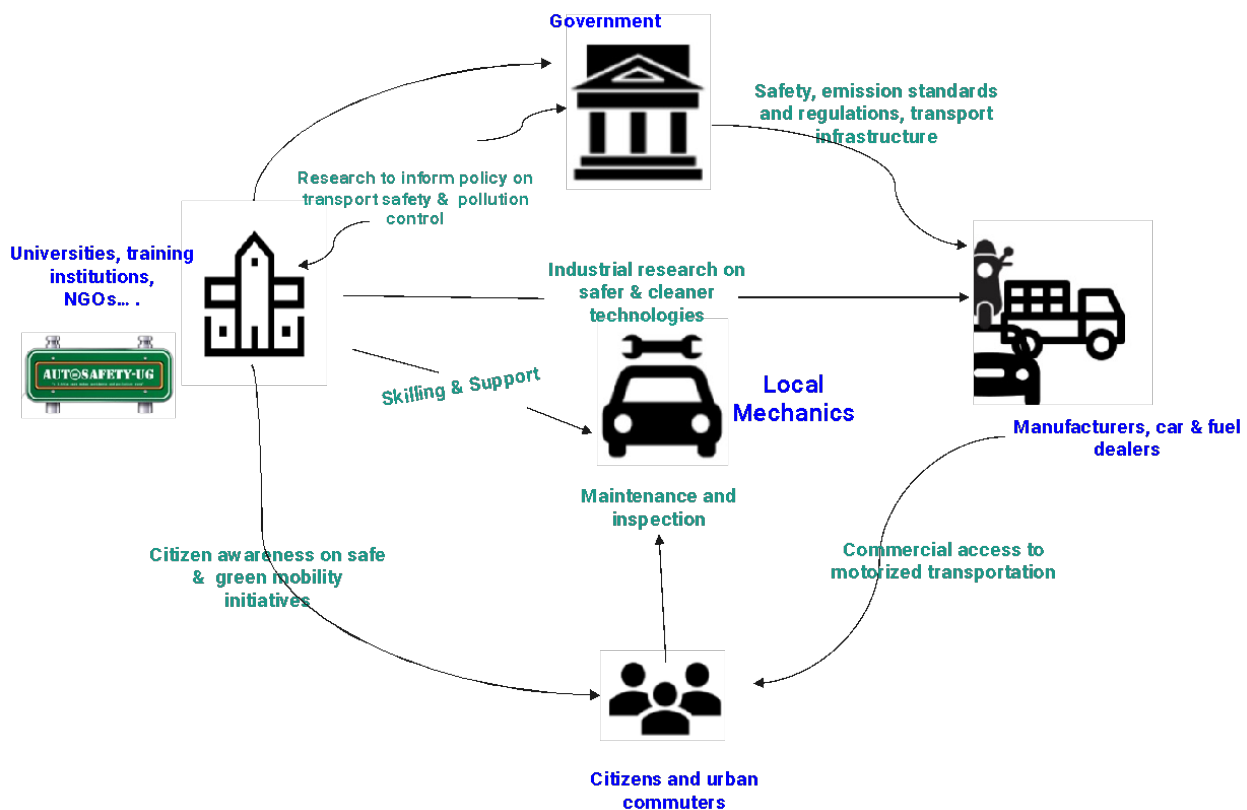 Government
Safety, emission standards
and regulations, transport
infrastructure
Research to inform policy on
transport safety & pollution
control
Universities, training
institutions,
NGOs... .
AUTO SAFETY-UG
Industrial research on
safer & cleaner
technologies
Skilling & Support
Local
Mechanics
Manufacturers, car & fuel
dealers
Maintenance and
inspection
Citizen awareness on safe
& green mobility
initiatives
Commercial access to
motorized transportation
Citizens and urban
commuters